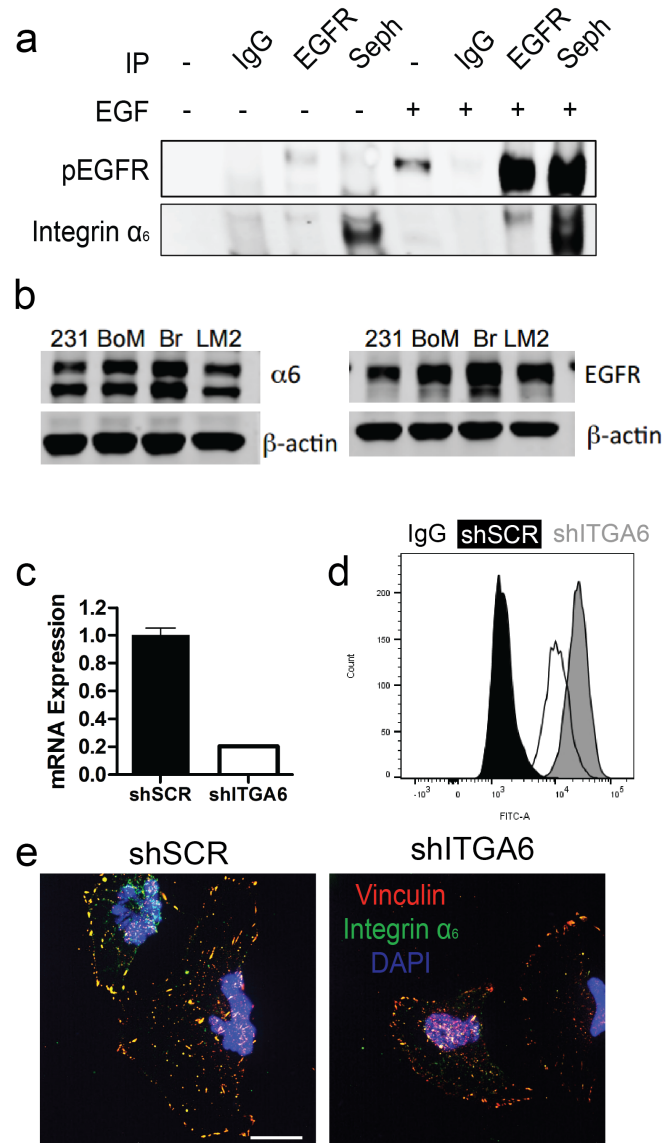 a
IP - IgG EGFR Seph - IgG EGFR Seph
EGF - - - - + + + +
pEGFR
Integrin α6
b
231 BoM Br LM2
α6
β-actin
231 BoM Br LM2
EGFR
β-actin
c
mRNA Expression
1.2
1.0
0.8
0.6
0.4
0.2
0.0
shSCR shITGA6
d
IgG shSCR shITGA6
Count
200
150
100
50
0
-10³ 0 10³ 10⁴ 10⁵
FITC-A
e
shSCR
shITGA6
Vinculin
Integrin α6
DAPI